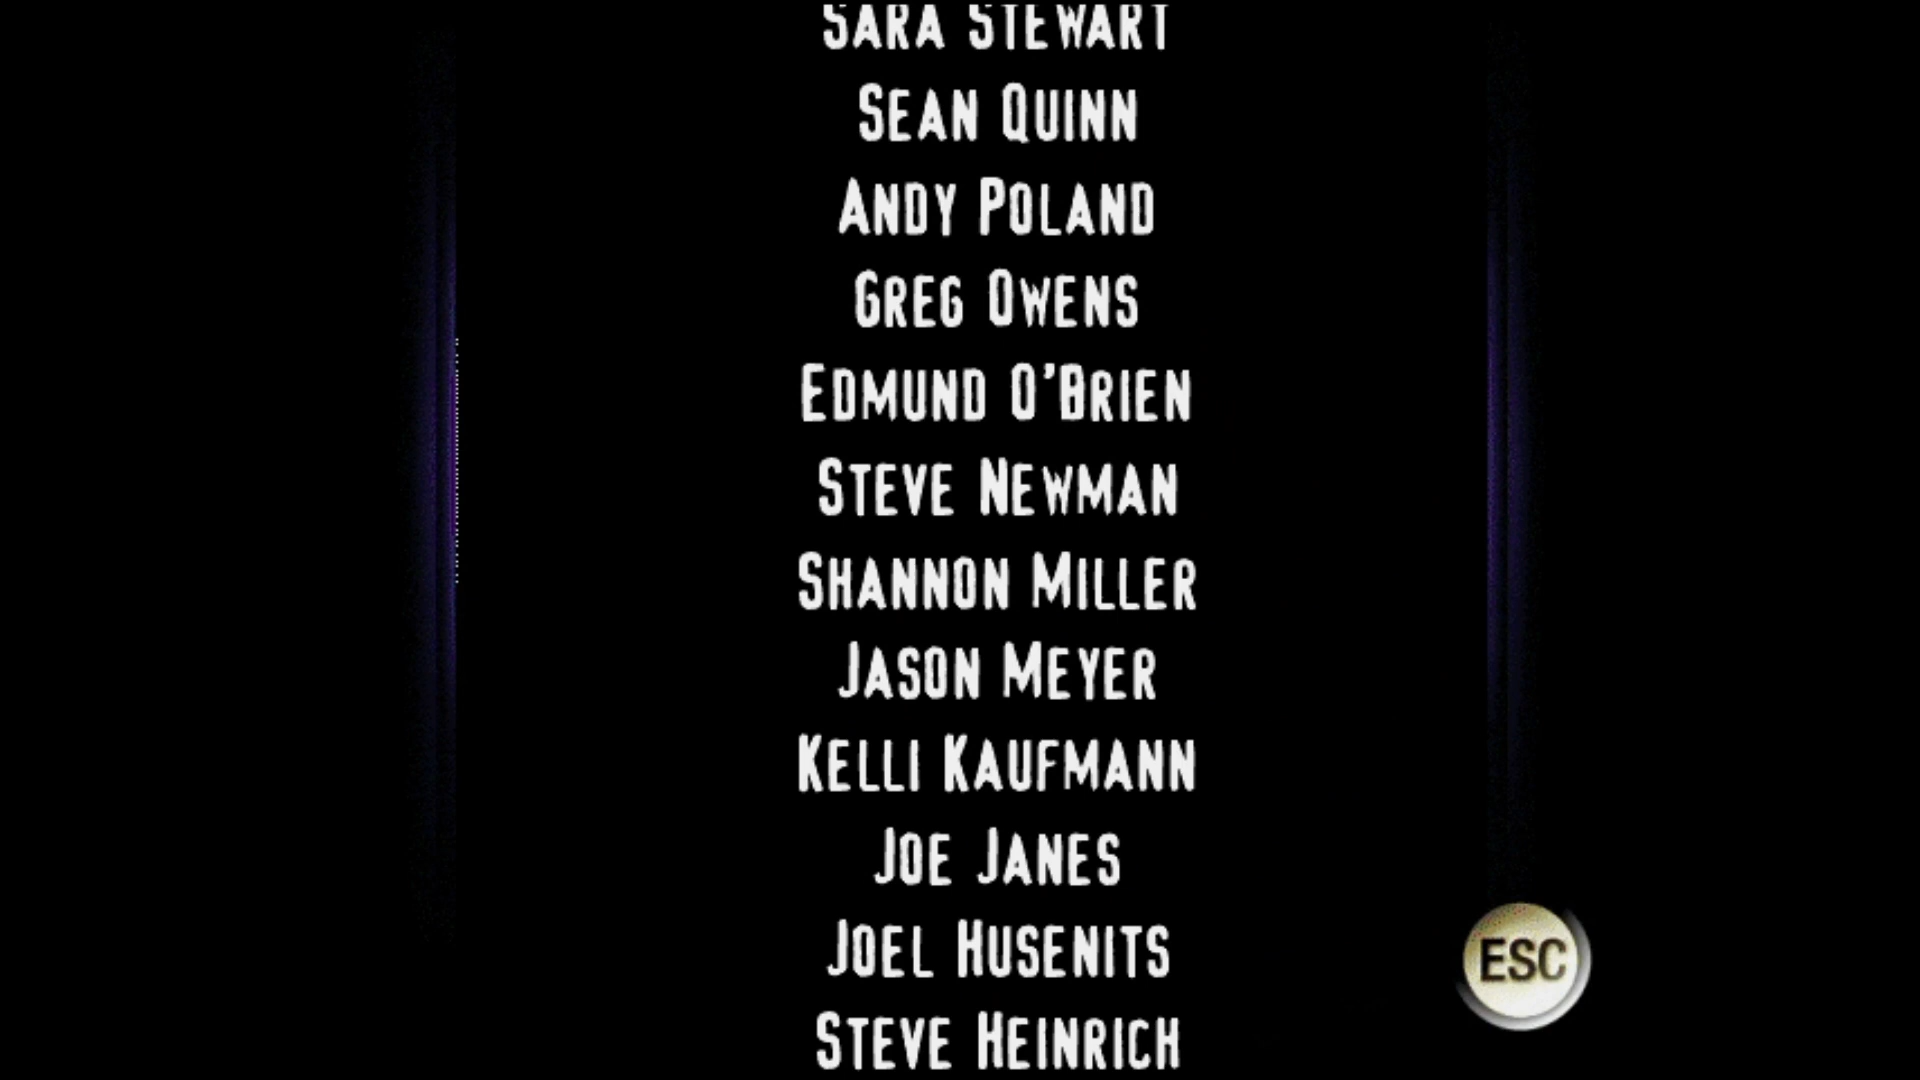 SARA STEWART
SEAN QUINN
ANDY POLAND
GREG OWENS
EDMUND O'BRIEN
STEVE NEWMAN
SHANNON MILLER
JASON MEYER
KELLI KAUFMANN
JOE JANES
JOEL HUSENITS
ESC
STEVE HEINRICH